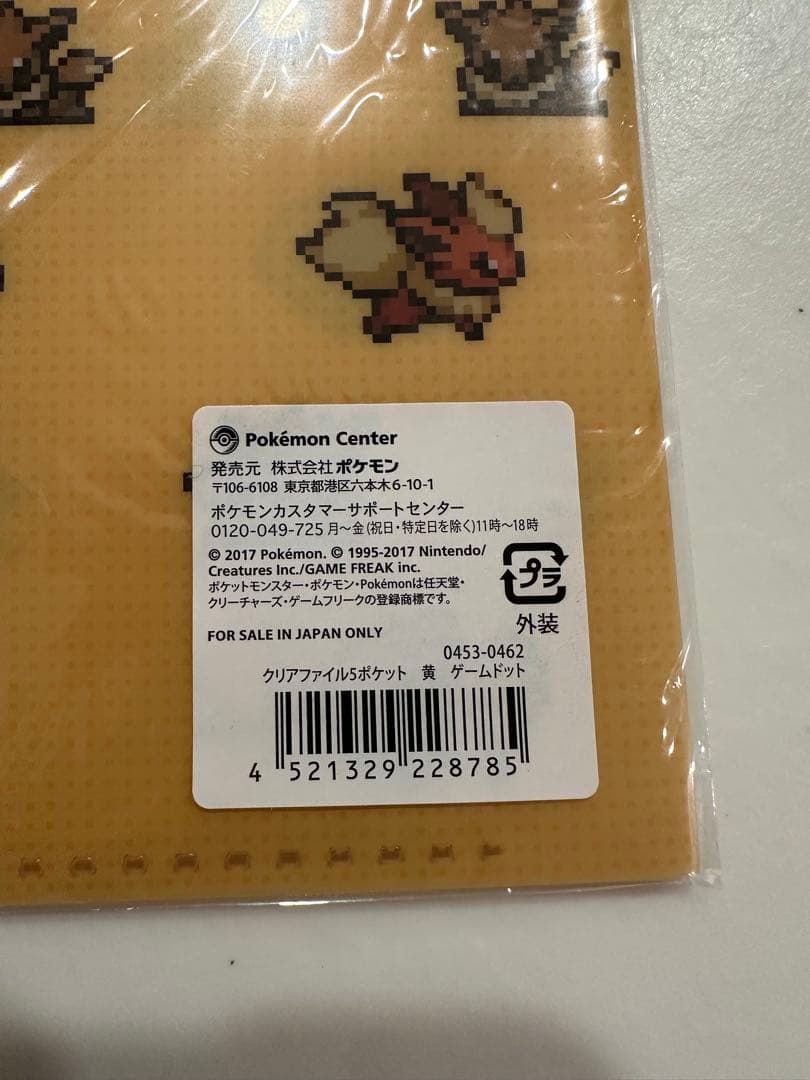 Pokémon Center
発売元 株式会社ポケモン
〒106-6108 東京都港区六本木6-10-1
ポケモンカスタマーサポートセンター
0120-049-725 月～金(祝日・特定日を除く)11時～18時
© 2017 Pokémon. © 1995-2017 Nintendo/
Creatures Inc./GAME FREAK inc.
ポケットモンスター・ポケモン・Pokémonは任天堂・
クリーチャーズ・ゲームフリークの登録商標です。
プラ
外装
FOR SALE IN JAPAN ONLY
0453-0462
クリアファイル5ポケット 黄 ゲームドット
4 521329 228785